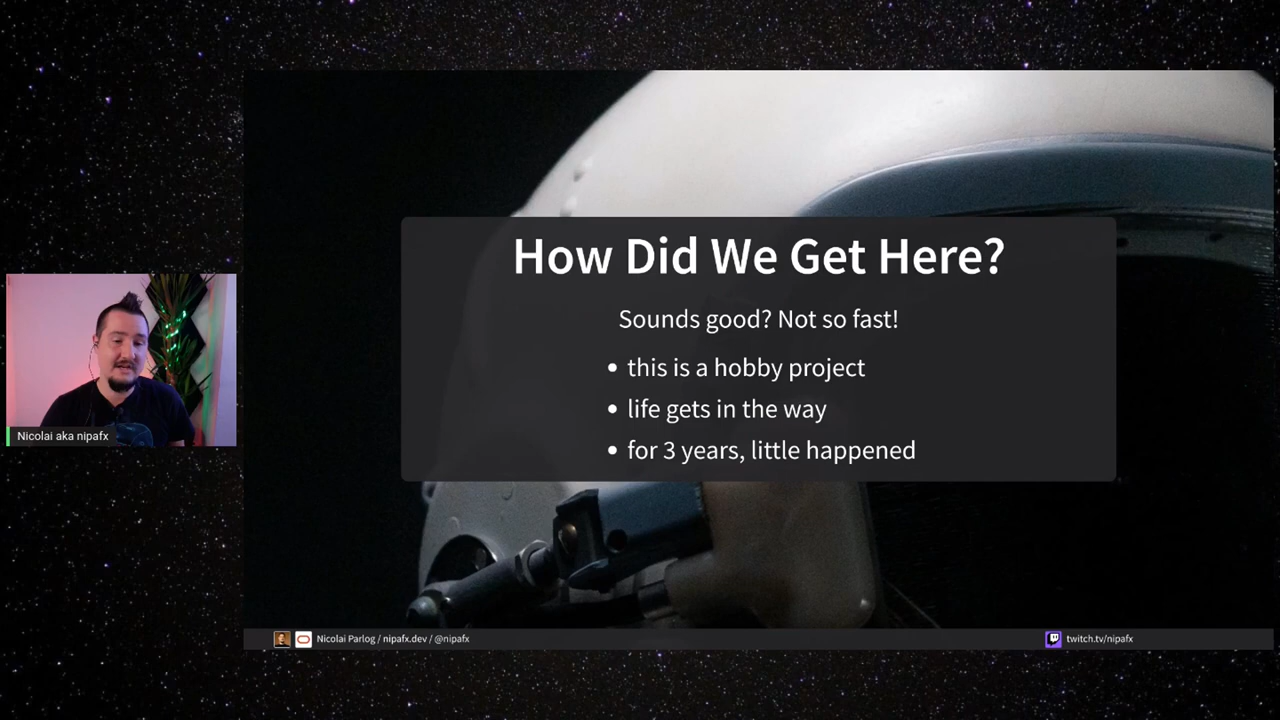 How Did We Get Here?
Sounds good? Not so fast!
• this is a hobby project
• life gets in the way
• for 3 years, little happened
Nicolai aka nipafx
Nicolai Parlog / nipafx.dev / @nipafx
twitch.tv/nipafx